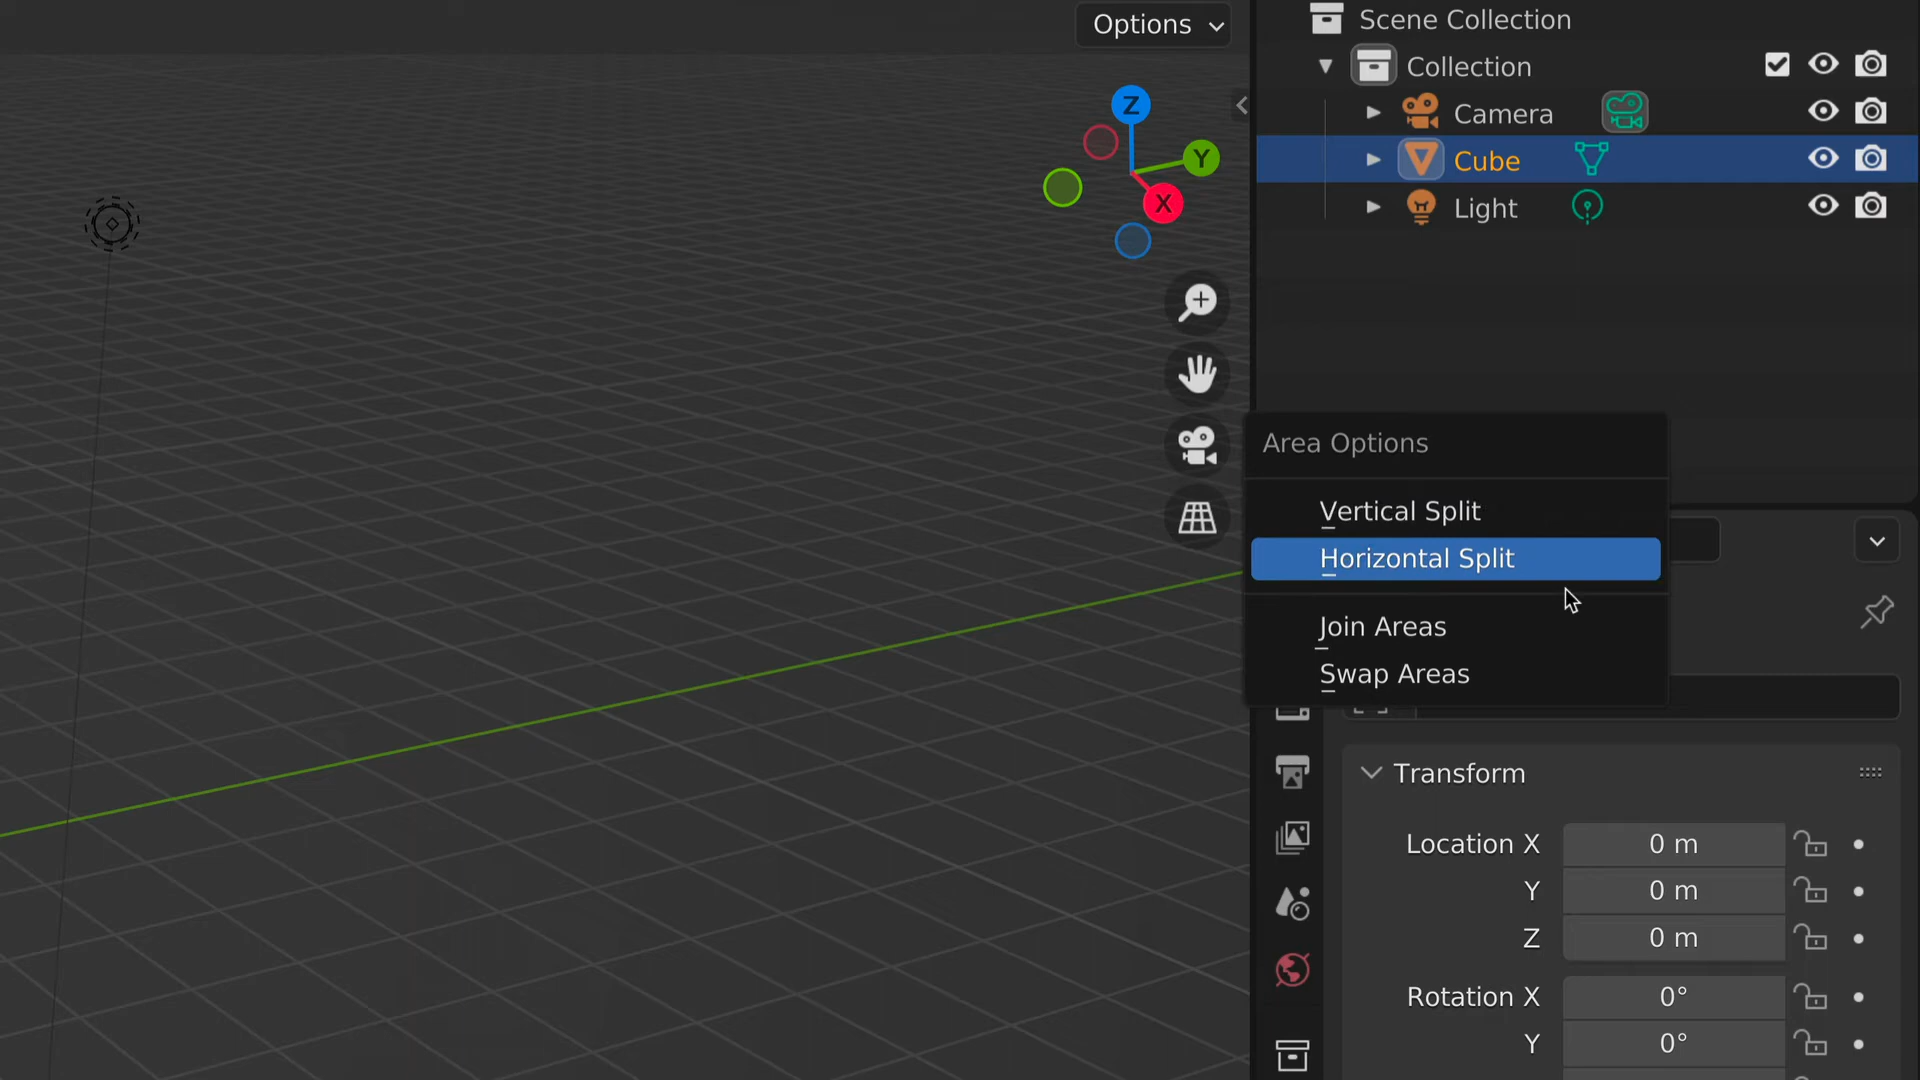 Options
Z
Y
X
Scene Collection
Collection
Camera
Cube
Light
Area Options
Vertical Split
Horizontal Split
Join Areas
Swap Areas
Transform
Location X 0 m
Y 0 m
Z 0 m
Rotation X 0°
Y 0°